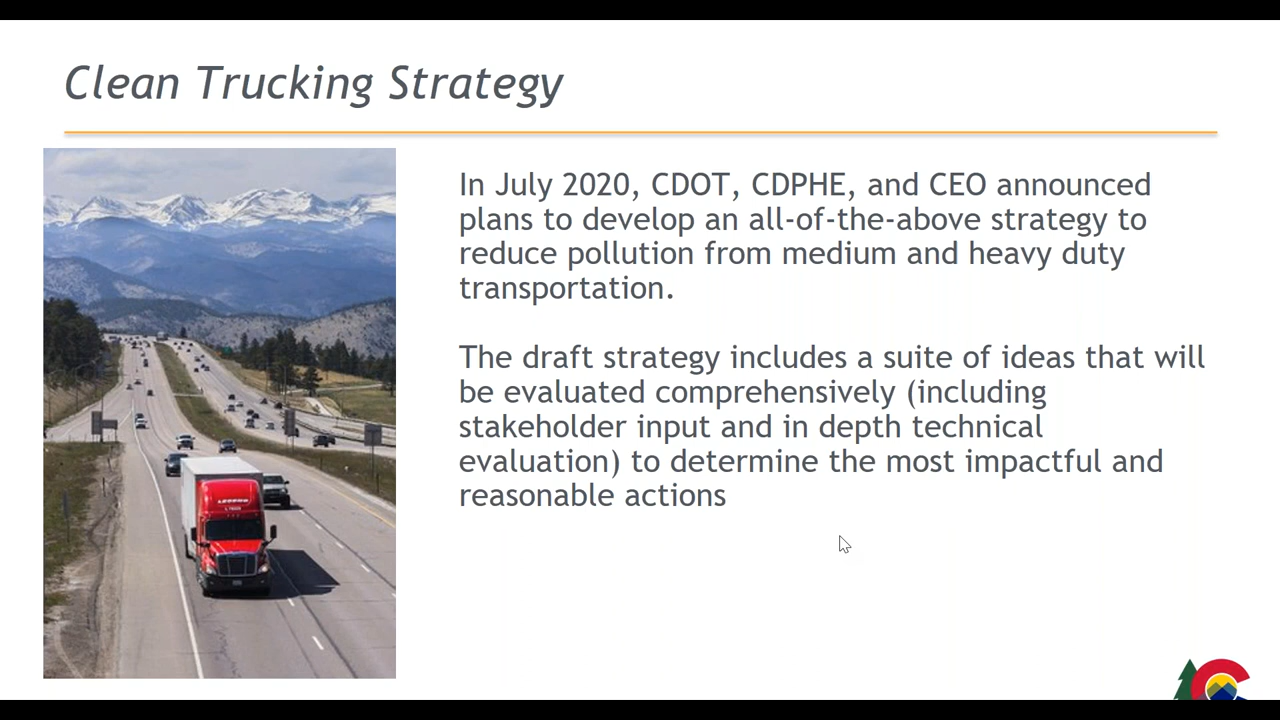 Clean Trucking Strategy
In July 2020, CDOT, CDPHE, and CEO announced
plans to develop an all-of-the-above strategy to
reduce pollution from medium and heavy duty
transportation.
The draft strategy includes a suite of ideas that will
be evaluated comprehensively (including
stakeholder input and in depth technical
evaluation) to determine the most impactful and
reasonable actions